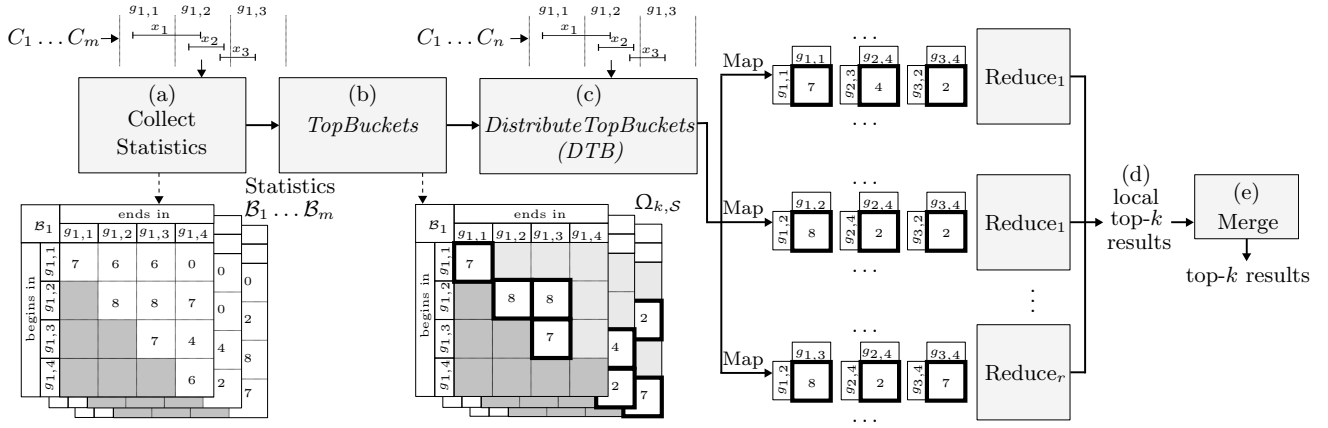 g1,1 g1,2 g1,3
C1 … Cm
x1
x2
x3
g1,1 g1,2 g1,3
C1 … Cn
x1
x2
x3
(a)
Collect
Statistics
(b)
TopBuckets
(c)
DistributeTopBuckets
(DTB)
Statistics
B1 … Bm
B1
ends in
g1,1 g1,2 g1,3 g1,4
begins in
g1,1 7 6 6 0
g1,2 8 8 7
g1,3 7 4
g1,4 6
0
0
4
2
0
2
8
7
Ωk,S
B1
ends in
g1,1 g1,2 g1,3 g1,4
begins in
g1,1 7
g1,2 8 8
g1,3 7
g1,4
4
2
2
7
Map
. . .
g1,1 g2,4 g3,4
g1,1 7 g2,3 4 g3,2 2
. . .
Reduce1
Map
. . .
g1,2 g2,4 g3,4
g1,2 8 g2,4 2 g3,2 2
. . .
Reduce1
...
Map
. . .
g1,3 g2,4 g3,4
g1,2 8 g2,4 2 g3,4 7
. . .
Reducer
(d)
local
top-k
results
(e)
Merge
top-k results